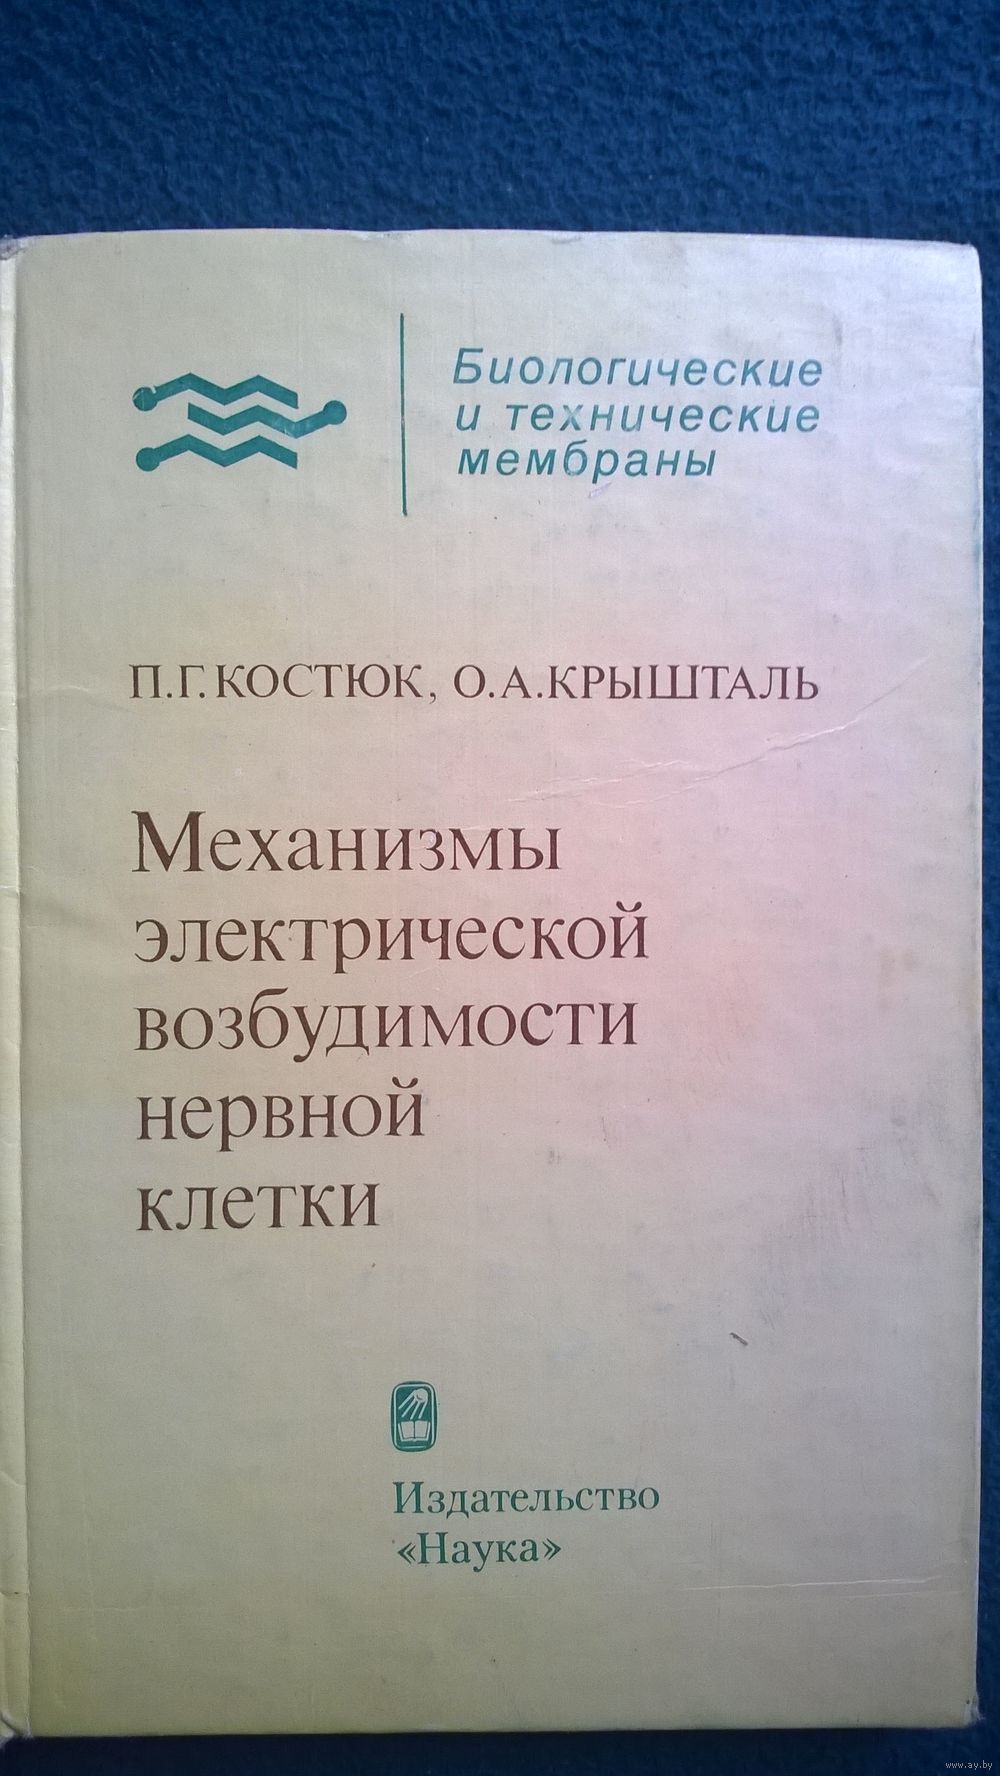 Биологические
и технические
мембраны
П.Г.КОСТЮК, О.А.КРЫШТАЛЬ
Механизмы
электрической
возбудимости
нервной
клетки
Издательство
«Наука»
www.ay.by